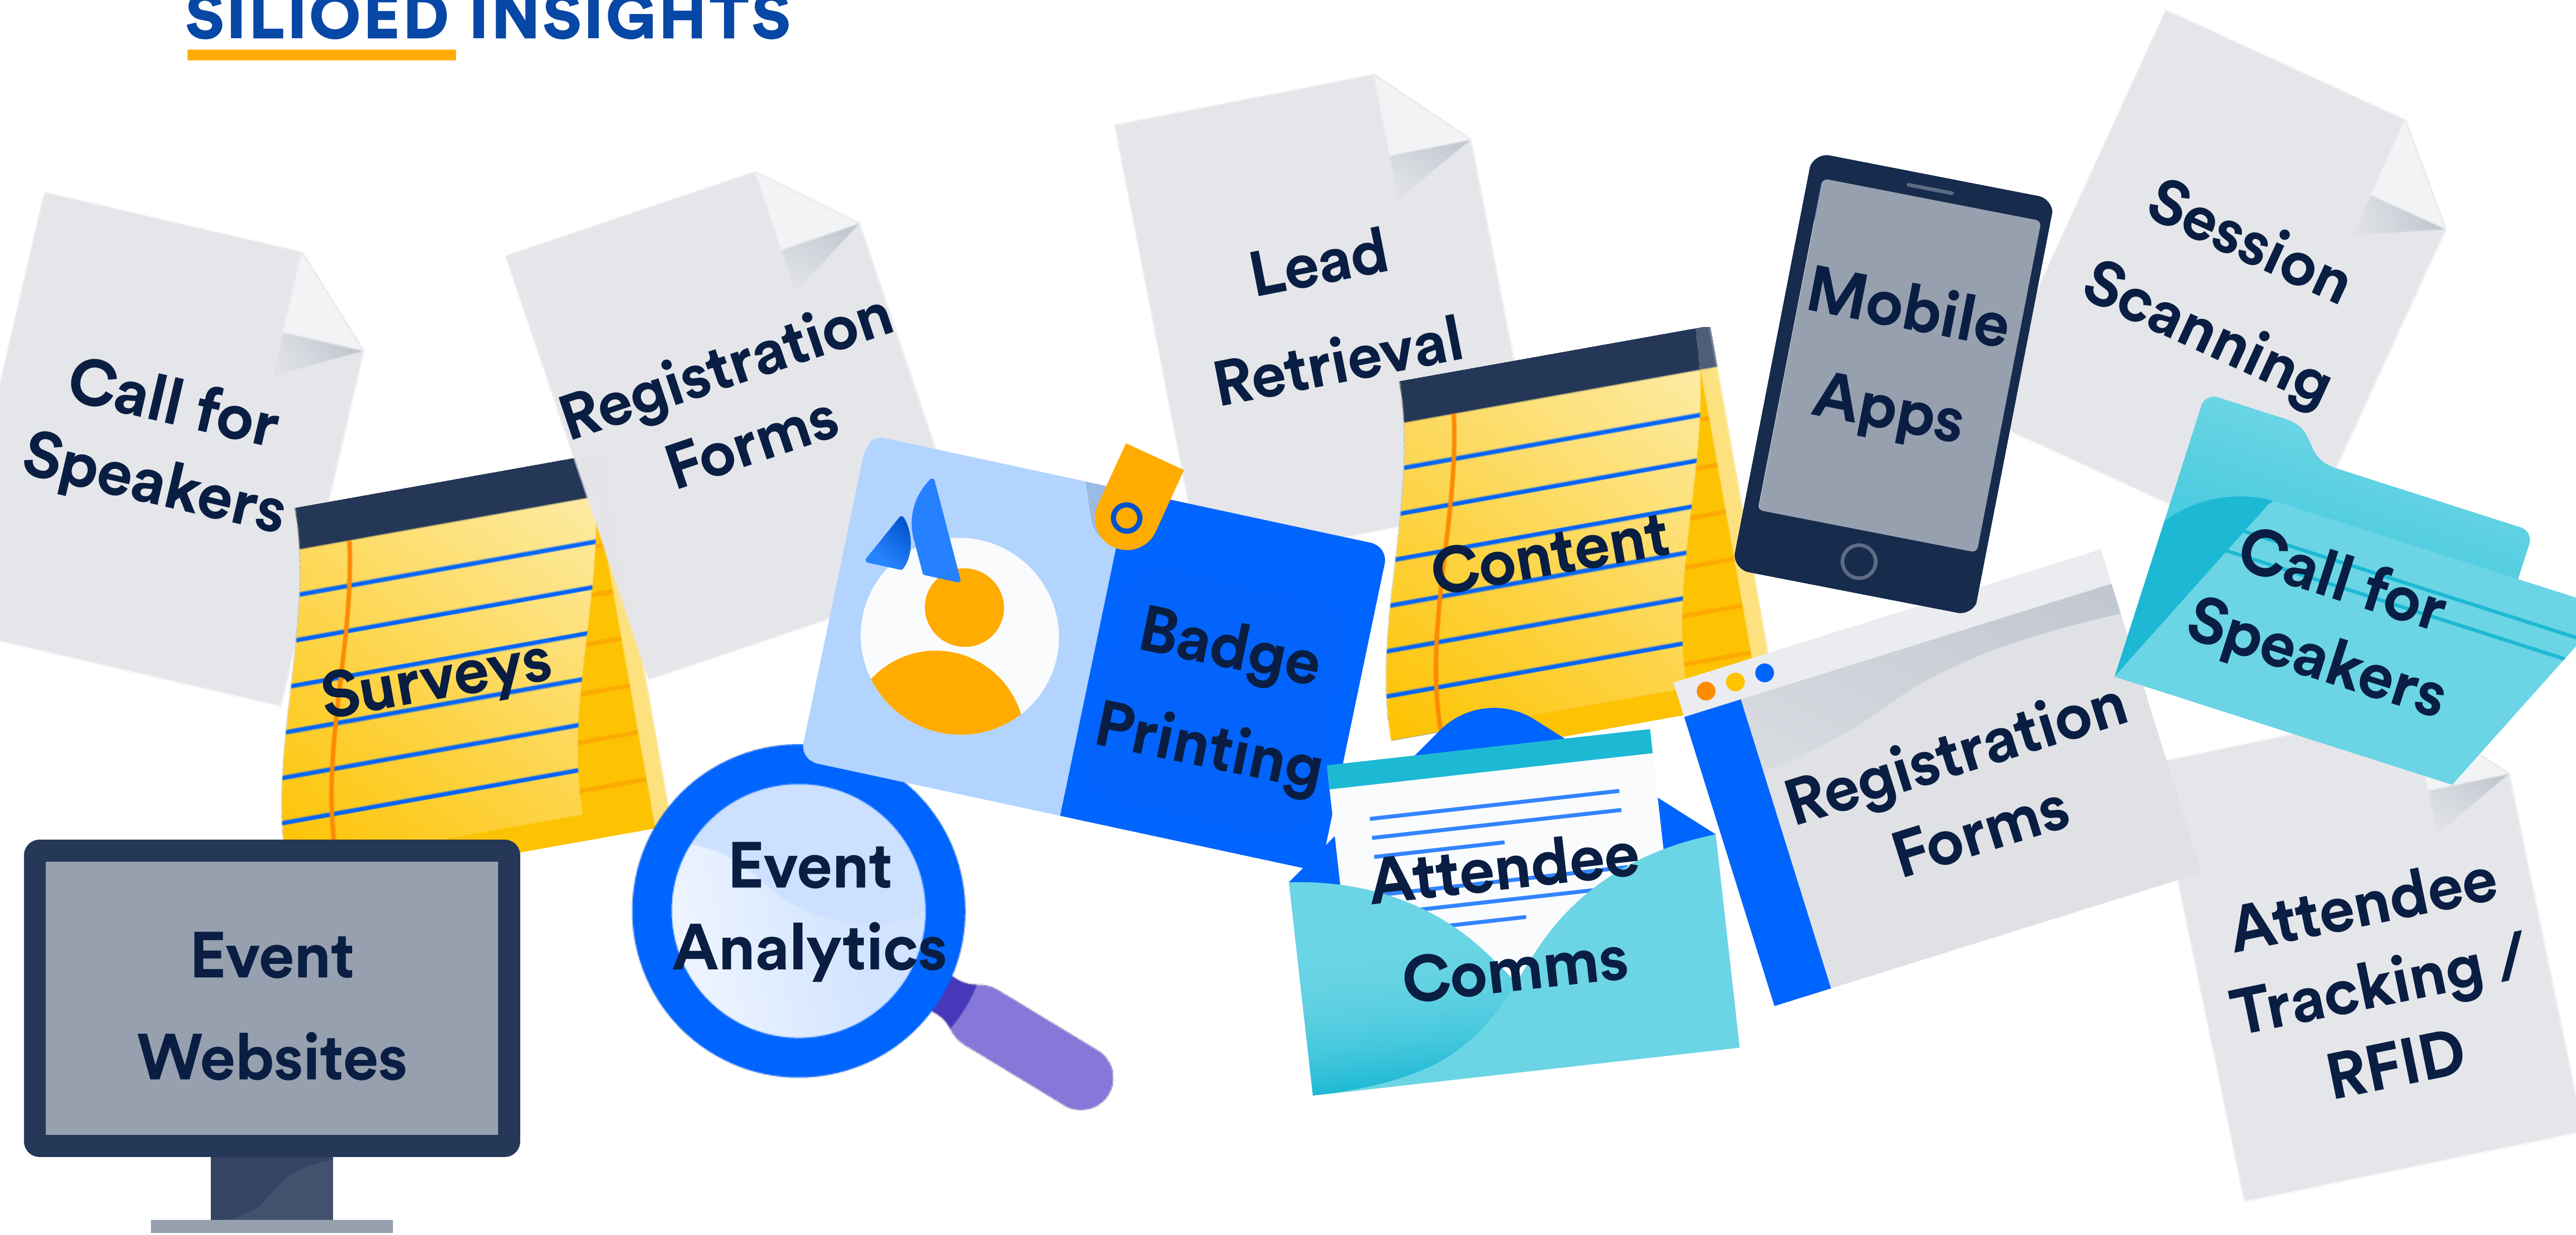 SILIOED INSIGHTS
Call for
Speakers
Surveys
Registration
Forms
Event
Websites
Event
Analytics
Badge
Printing
Lead
Retrieval
Content
Attendee
Comms
Mobile
Apps
Session
Scanning
Registration
Forms
Call for
Speakers
Attendee
Tracking /
RFID